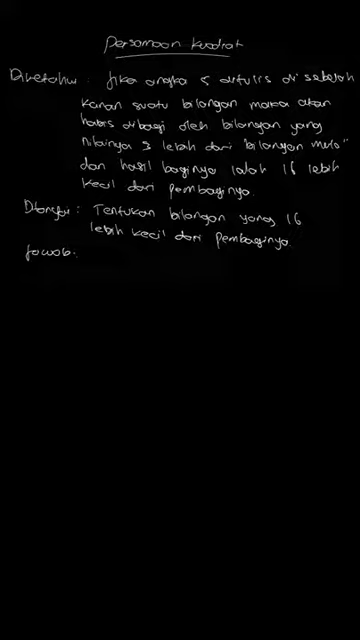 Persamaan Kuadrat
Diketahui : Jika angka 5 ditulis di sebelah
kanan suatu bilangan maka akan
habis dibagi oleh bilangan yang
nilainya 3 lebih dari bilangan mula"
dan hasil baginya ialah 16 lebih
kecil dari pembaginya.
Ditanya : Tentukan bilangan yang 16
lebih kecil dari pembaginya.
Jawab: